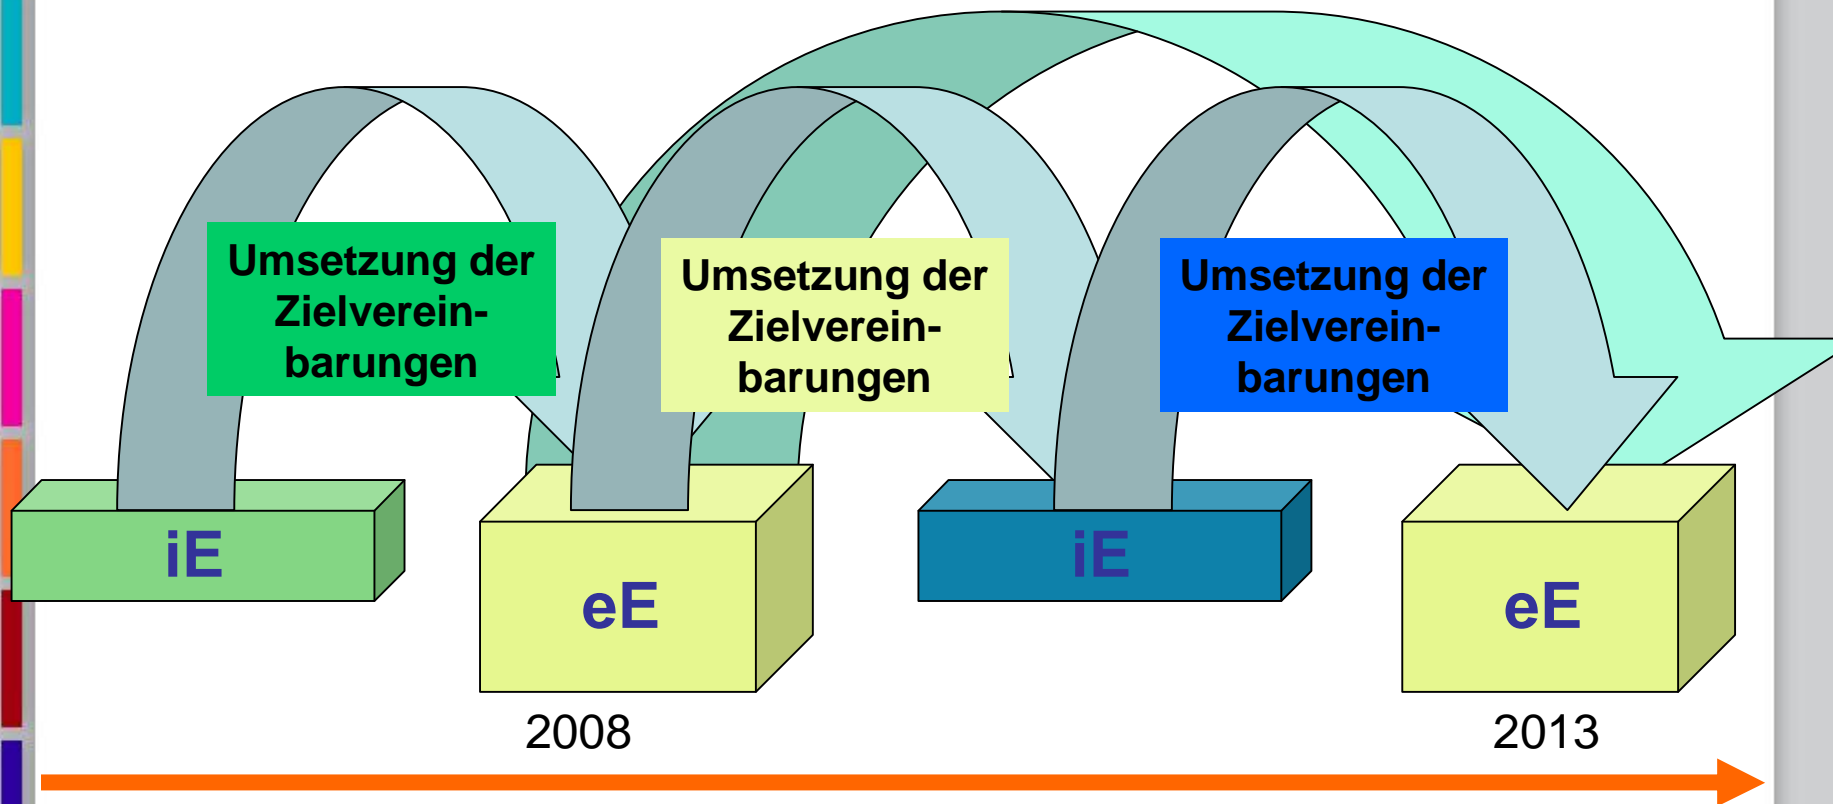 Umsetzung der
Zielverein-
barungen
Umsetzung der
Zielverein-
barungen
Umsetzung der
Zielverein-
barungen
iE
eE
iE
eE
2008
2013